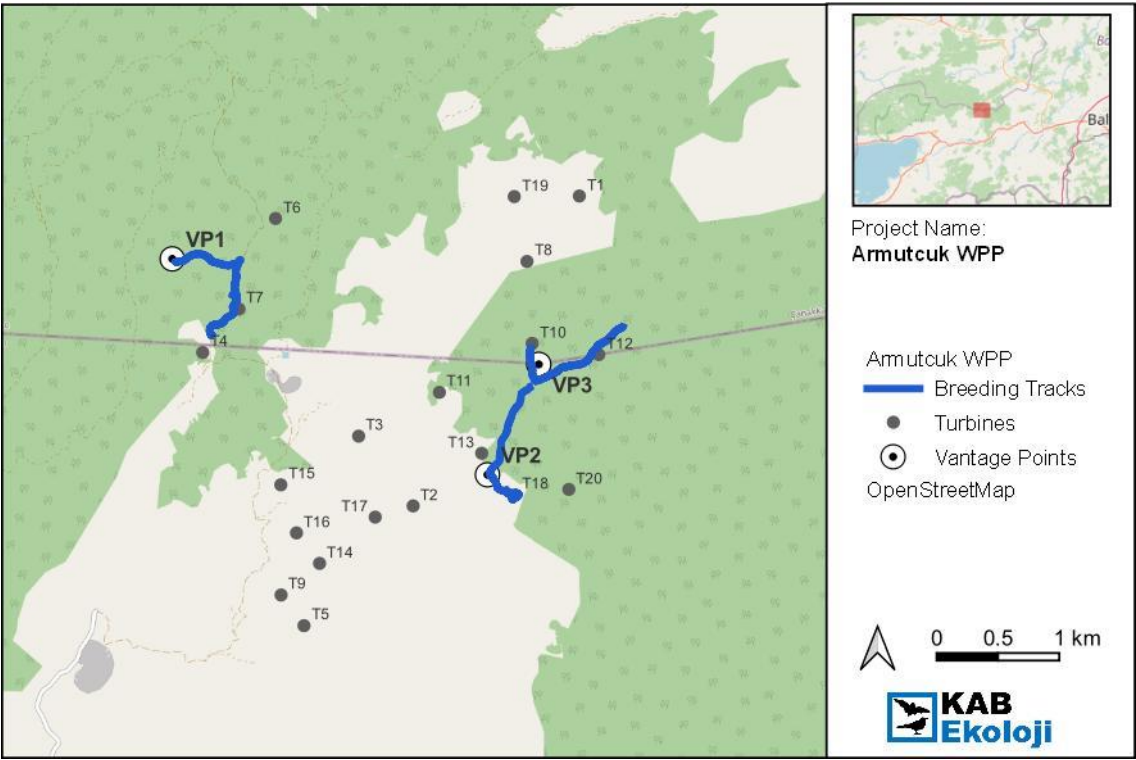 T19
T1
T6
VP1
T8
T7
Çanakk
T10
T4
T12
VP3
T11
T3
T13
VP2
T15
T18
T20
T2
T17
T16
T14
T9
T5
Bal
Project Name:
Armutcuk WPP
Armutcuk WPP
Breeding Tracks
Turbines
Vantage Points
OpenStreetMap
0 0.5 1 km
KAB
Ekoloji